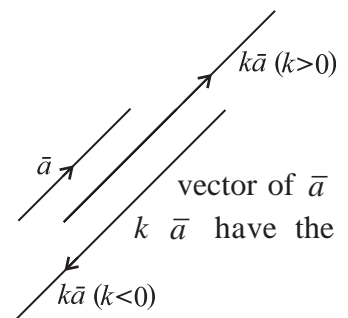 kā (k>0)
ā
vector of ā
k ā have the
kā (k<0)